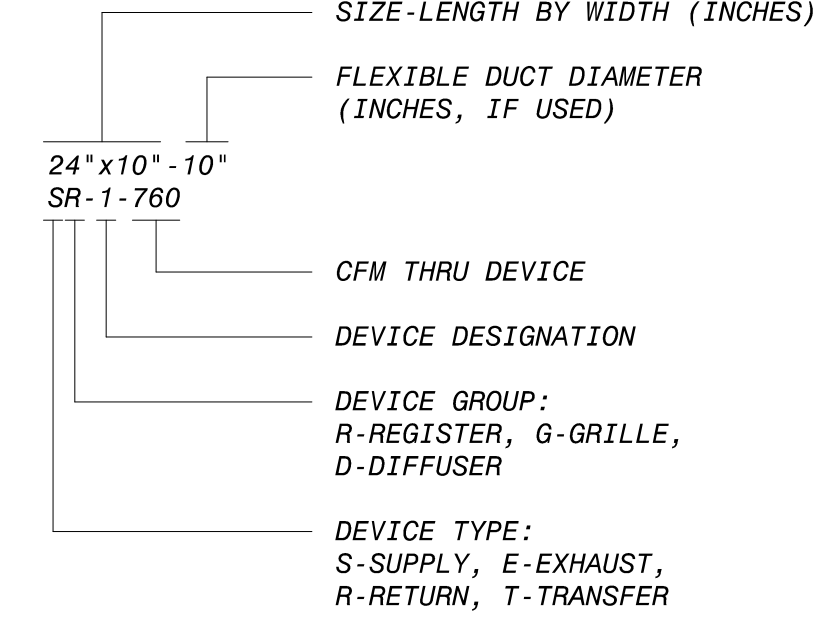 SIZE-LENGTH BY WIDTH (INCHES)
FLEXIBLE DUCT DIAMETER
(INCHES, IF USED)
24"x10"-10"
SR-1-760
CFM THRU DEVICE
DEVICE DESIGNATION
DEVICE GROUP:
R-REGISTER, G-GRILLE,
D-DIFFUSER
DEVICE TYPE:
S-SUPPLY, E-EXHAUST,
R-RETURN, T-TRANSFER